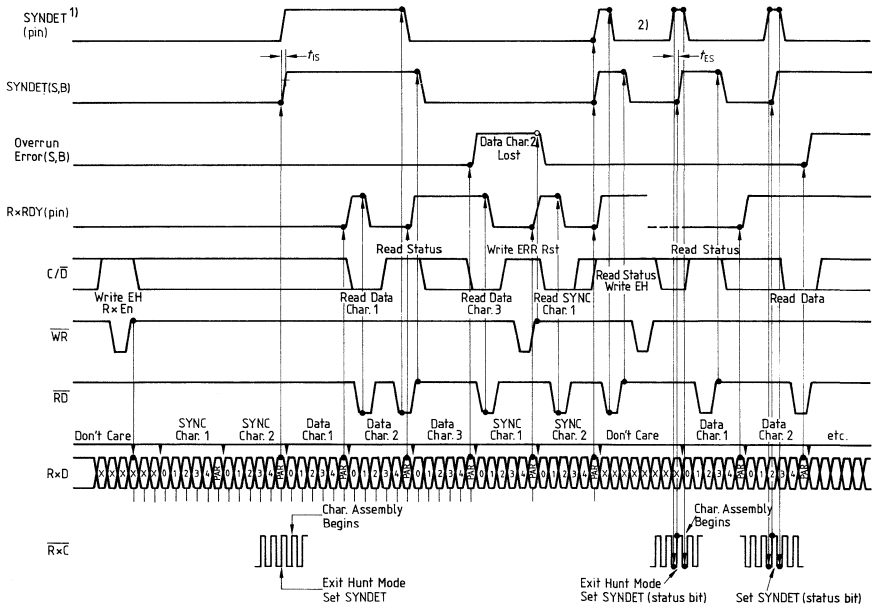 SYNDET 1)
(pin)
2)
tIS
tES
SYNDET(S,B)
Overrun
Error(S,B)
Data Char.2
Lost
R×RDY(pin)
Read Status
Write ERR Rst
Read Status
C/D
Write EH
R×En
Read Data
Char.1
Read Data
Char.3
Read SYNC
Char.1
Read Status
Write EH
Read Data
WR
RD
Don't Care
SYNC
Char.1
SYNC
Char.2
Data
Char.1
Data
Char.2
Data
Char.3
SYNC
Char.1
SYNC
Char.2
Don't Care
Data
Char.1
Data
Char.2
etc.
R×D
Char. Assembly
Begins
Char. Assembly
Begins
R×C
Exit Hunt Mode
Set SYNDET
Exit Hunt Mode
Set SYNDET (status bit)
Set SYNDET (status bit)